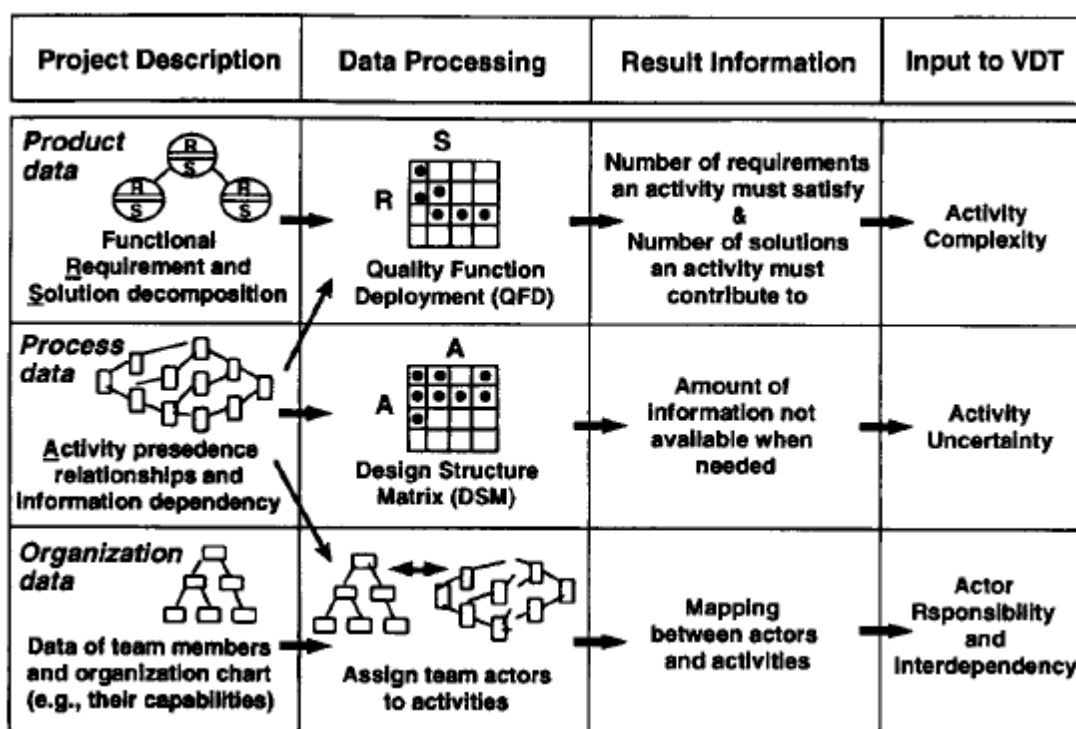 Project Description
Data Processing
Result Information
Input to VDT
Product
data
R
S
R
S
R
S
Functional
Requirement and
Solution decomposition
S
R
Quality Function
Deployment (QFD)
Number of requirements
an activity must satisfy
&
Number of solutions
an activity must
contribute to
Activity
Complexity
Process
data
Activity presedence
relationships and
information dependency
A
A
Design Structure
Matrix (DSM)
Amount of
information not
available when
needed
Activity
Uncertainty
Organization
data
Data of team members
and organization chart
(e.g., their capabilities)
Assign team actors
to activities
Mapping
between actors
and activities
Actor
Rsponsibility
and
Interdependency